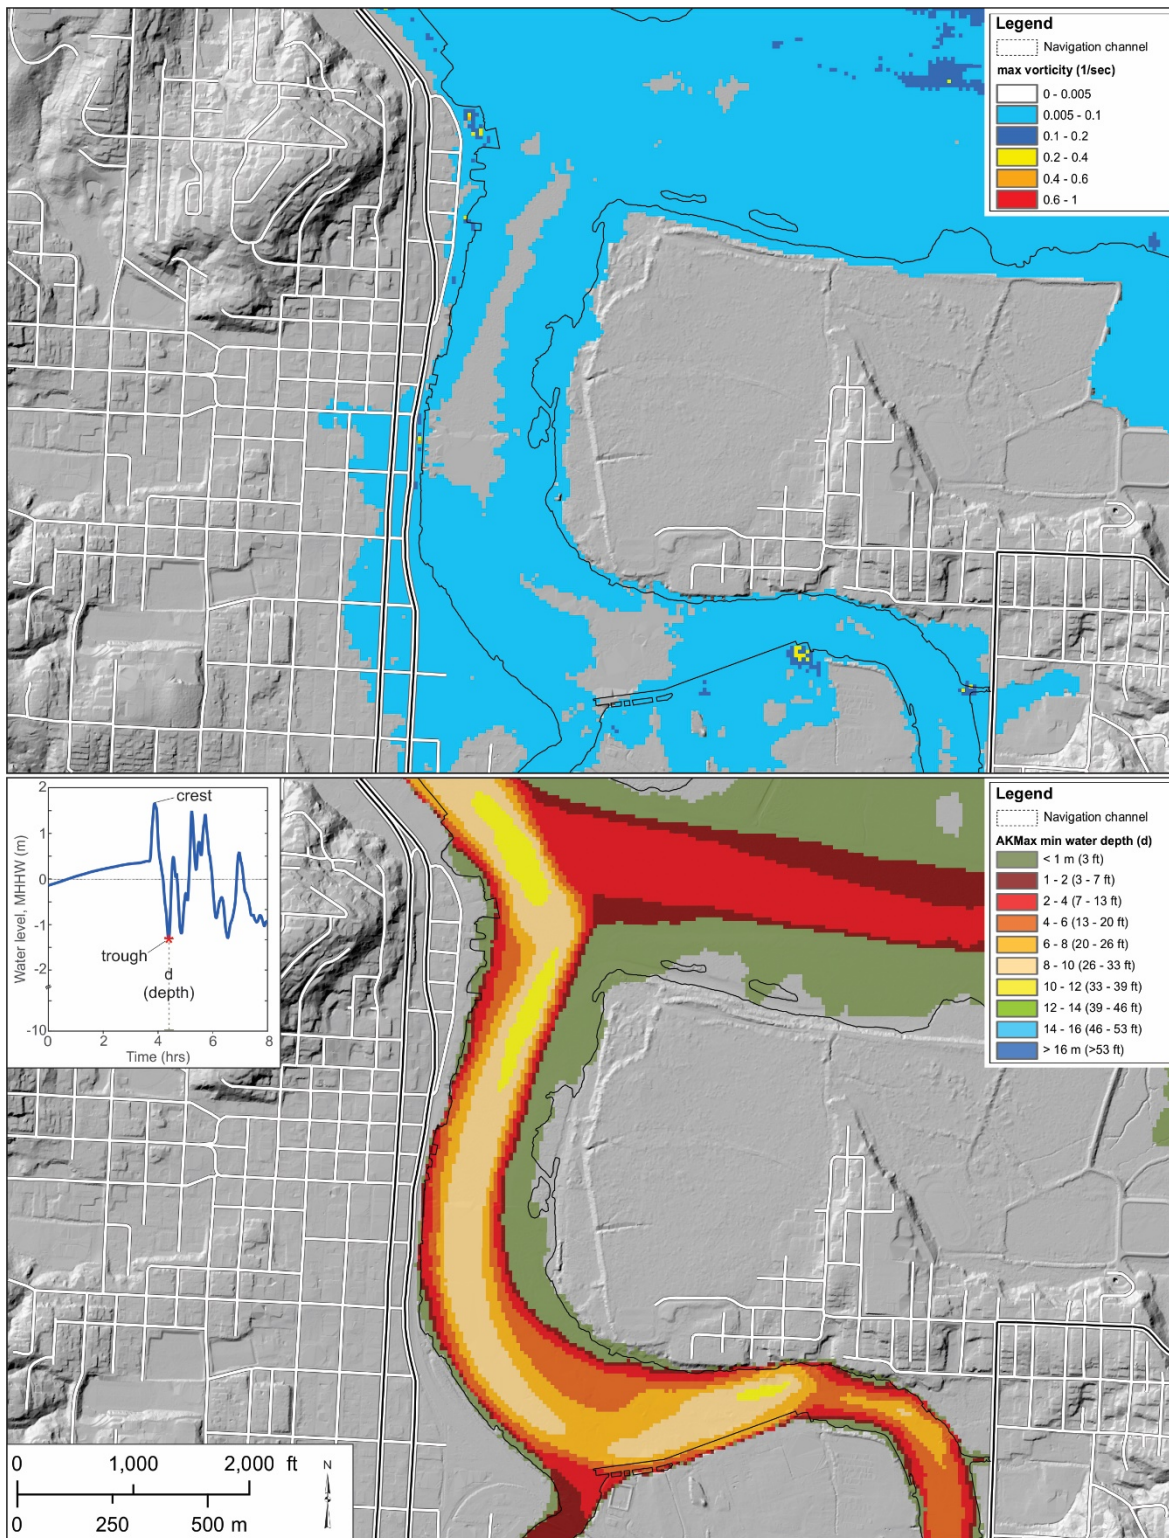 Legend
Navigation channel
max vorticity (1/sec)
0 - 0.005
0.005 - 0.1
0.1 - 0.2
0.2 - 0.4
0.4 - 0.6
0.6 - 1
2
1
0
-1
-2
-10
Water level, MHHW (m)
crest
trough
d
(depth)
0
2
4
6
8
Time (hrs)
Legend
Navigation channel
AKMax min water depth (d)
< 1 m (3 ft)
1 - 2 (3 - 7 ft)
2 - 4 (7 - 13 ft)
4 - 6 (13 - 20 ft)
6 - 8 (20 - 26 ft)
8 - 10 (26 - 33 ft)
10 - 12 (33 - 39 ft)
12 - 14 (39 - 46 ft)
14 - 16 (46 - 53 ft)
> 16 m (>53 ft)
0 1,000 2,000 ft
N
0 250 500 m